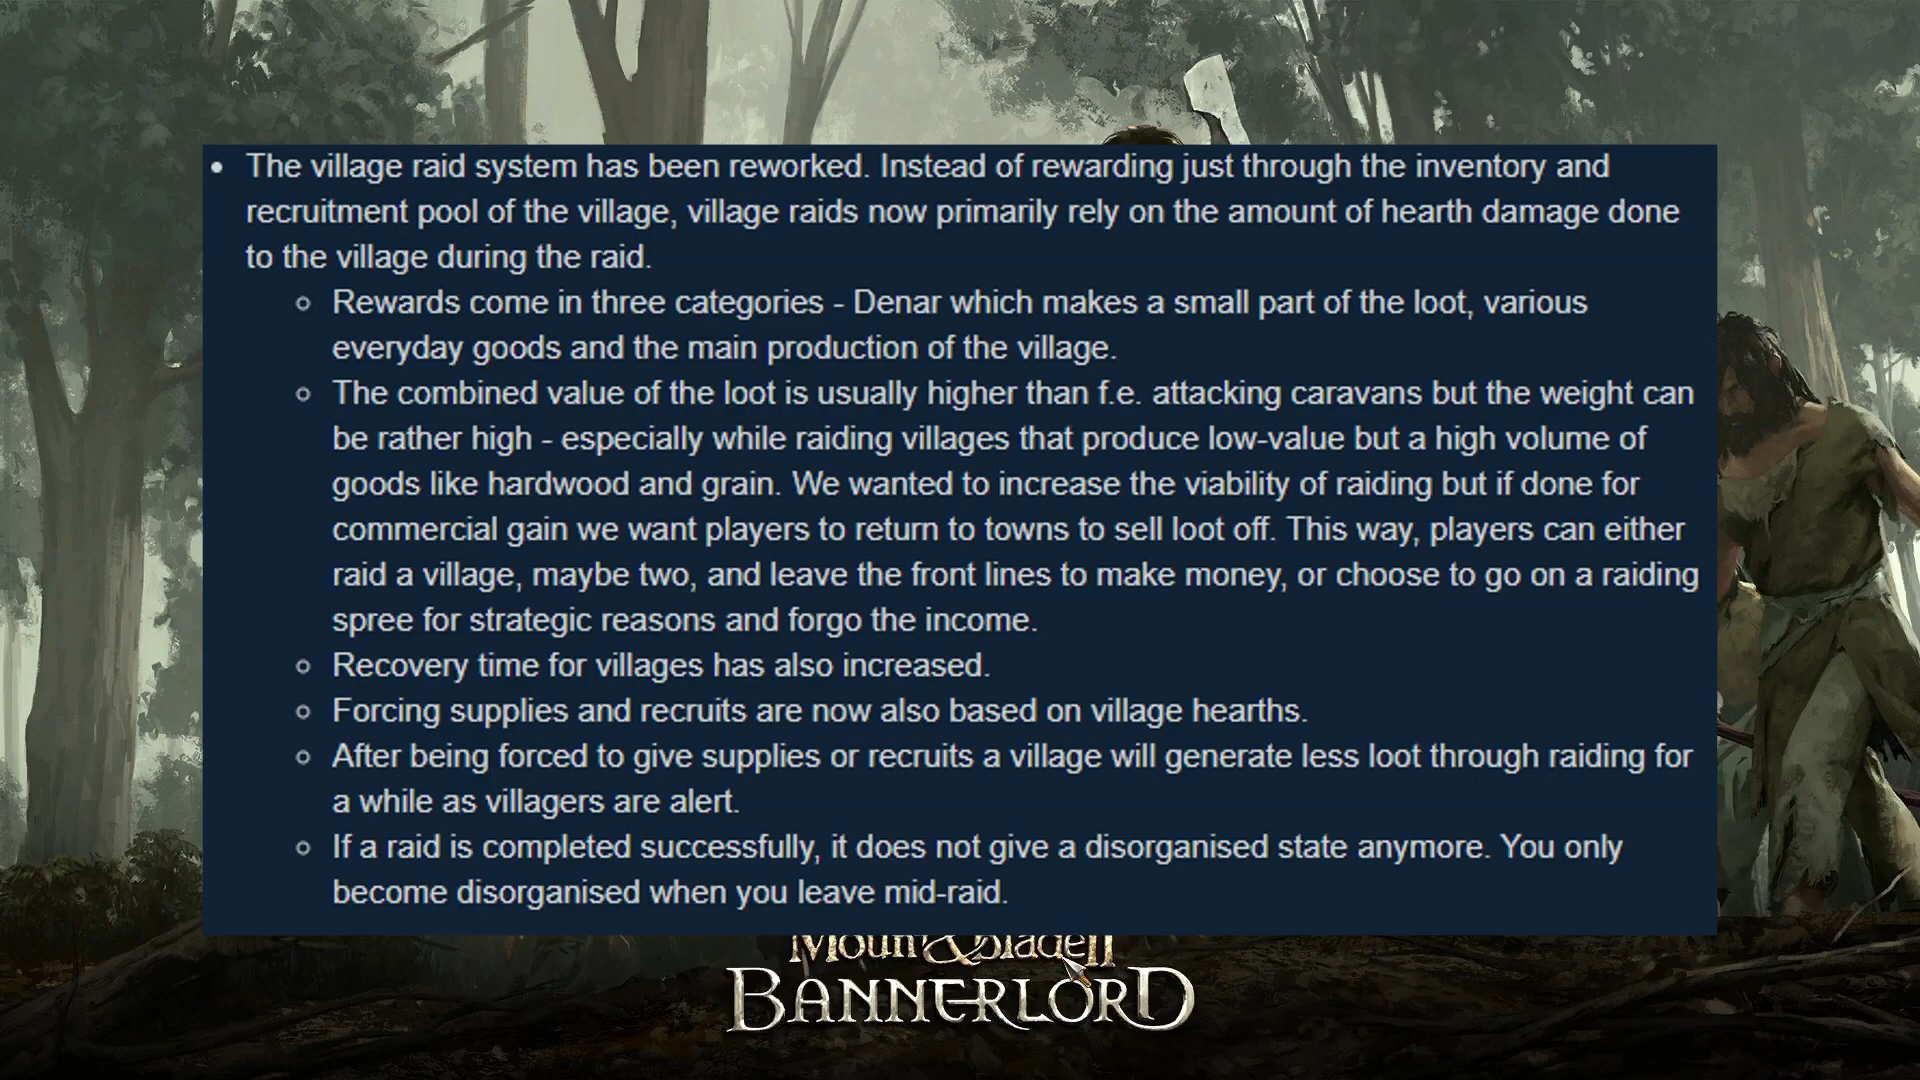 • The village raid system has been reworked. Instead of rewarding just through the inventory and
recruitment pool of the village, village raids now primarily rely on the amount of hearth damage done
to the village during the raid.
○ Rewards come in three categories - Denar which makes a small part of the loot, various
everyday goods and the main production of the village.
○ The combined value of the loot is usually higher than f.e. attacking caravans but the weight can
be rather high - especially while raiding villages that produce low-value but a high volume of
goods like hardwood and grain. We wanted to increase the viability of raiding but if done for
commercial gain we want players to return to towns to sell loot off. This way, players can either
raid a village, maybe two, and leave the front lines to make money, or choose to go on a raiding
spree for strategic reasons and forgo the income.
○ Recovery time for villages has also increased.
○ Forcing supplies and recruits are now also based on village hearths.
○ After being forced to give supplies or recruits a village will generate less loot through raiding for
a while as villagers are alert.
○ If a raid is completed successfully, it does not give a disorganised state anymore. You only
become disorganised when you leave mid-raid.
Mount & Blade II
BANNERLORD